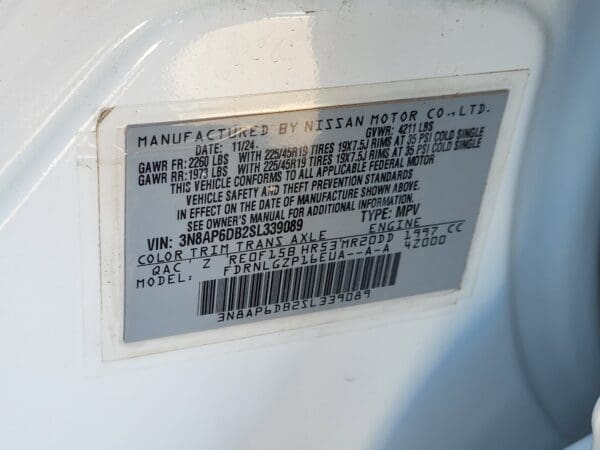 MANUFACTURED BY NISSAN MOTOR CO., LTD.
DATE: 11/24. GVWR: 4211 LBS
GAWR FR: 2260 LBS WITH 225/45R19 TIRES 19X7.5J RIMS AT 35 PSI COLD SINGLE
GAWR RR: 1973 LBS WITH 225/45R19 TIRES 19X7.5J RIMS AT 35 PSI COLD SINGLE
THIS VEHICLE CONFORMS TO ALL APPLICABLE FEDERAL MOTOR
VEHICLE SAFETY AND THEFT PREVENTION STANDARDS
IN EFFECT ON THE DATE OF MANUFACTURE SHOWN ABOVE.
SEE OWNER'S MANUAL FOR ADDITIONAL INFORMATION.
VIN: 3N8AP6DB2SL339089 TYPE: MPV
COLOR TRIM TRANS AXLE ENGINE
QAC Z RE0F15B HR53 MR20DD 1997 CC
MODEL: FDRNLGZP16EUA--A-A 42000
3N8AP6DB2SL339089